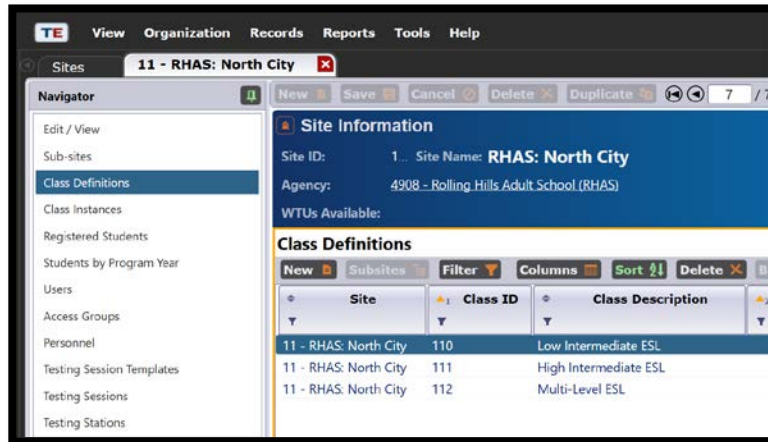 TE View Organization Records Reports Tools Help
Sites 11 - RHAS: North City
Navigator
Edit / View
Sub-sites
Class Definitions
Class Instances
Registered Students
Students by Program Year
Users
Access Groups
Personnel
Testing Session Templates
Testing Sessions
Testing Stations
New Save Cancel Delete Duplicate 7 / 7
Site Information
Site ID: 1... Site Name: RHAS: North City
Agency: 4908 - Rolling Hills Adult School (RHAS)
WTUs Available:
Class Definitions
New Subsites Filter Columns Sort Delete
Site Class ID Class Description
11 - RHAS: North City 110 Low Intermediate ESL
11 - RHAS: North City 111 High Intermediate ESL
11 - RHAS: North City 112 Multi-Level ESL